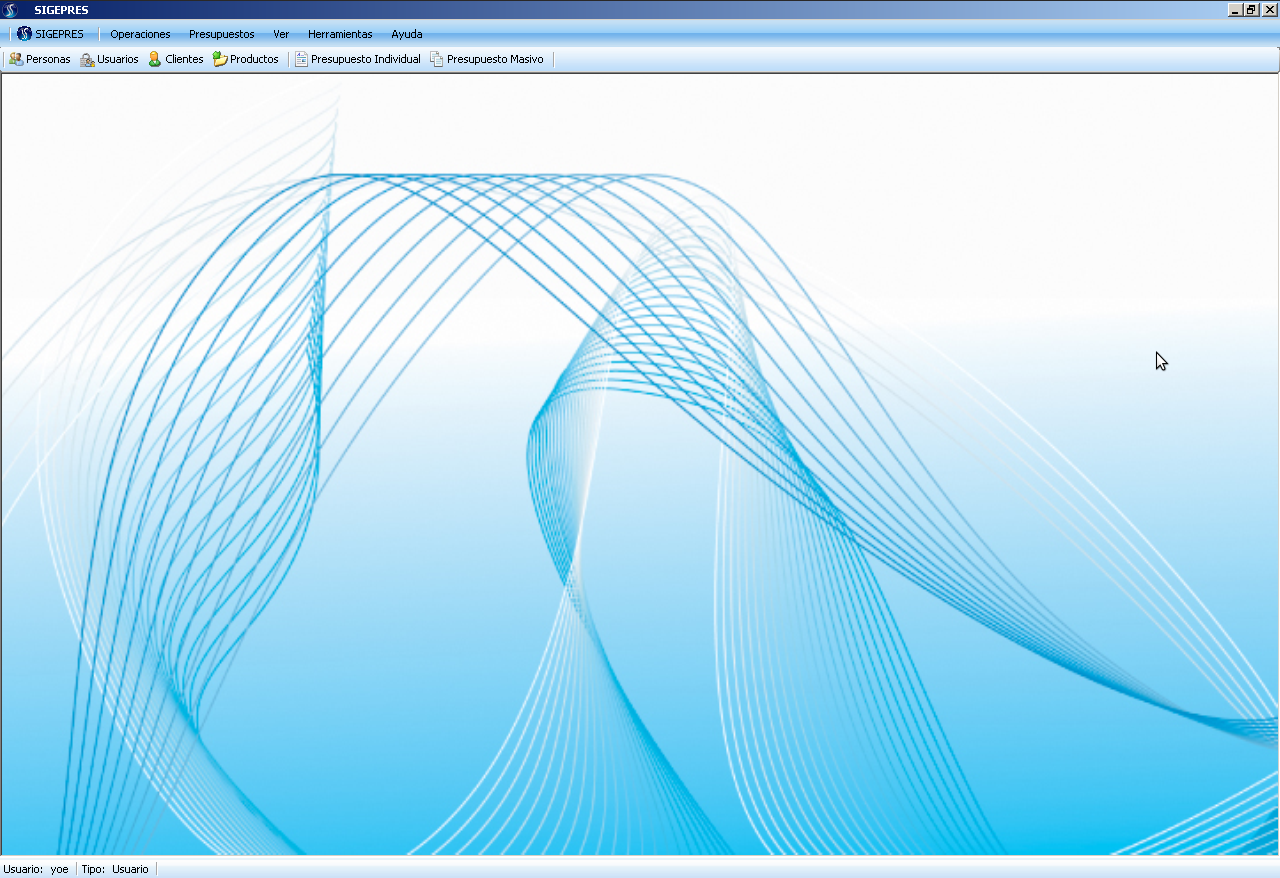 SIGEPRES
SIGEPRES Operaciones Presupuestos Ver Herramientas Ayuda
Personas Usuarios Clientes Productos Presupuesto Individual Presupuesto Masivo
Usuario: yoe Tipo: Usuario